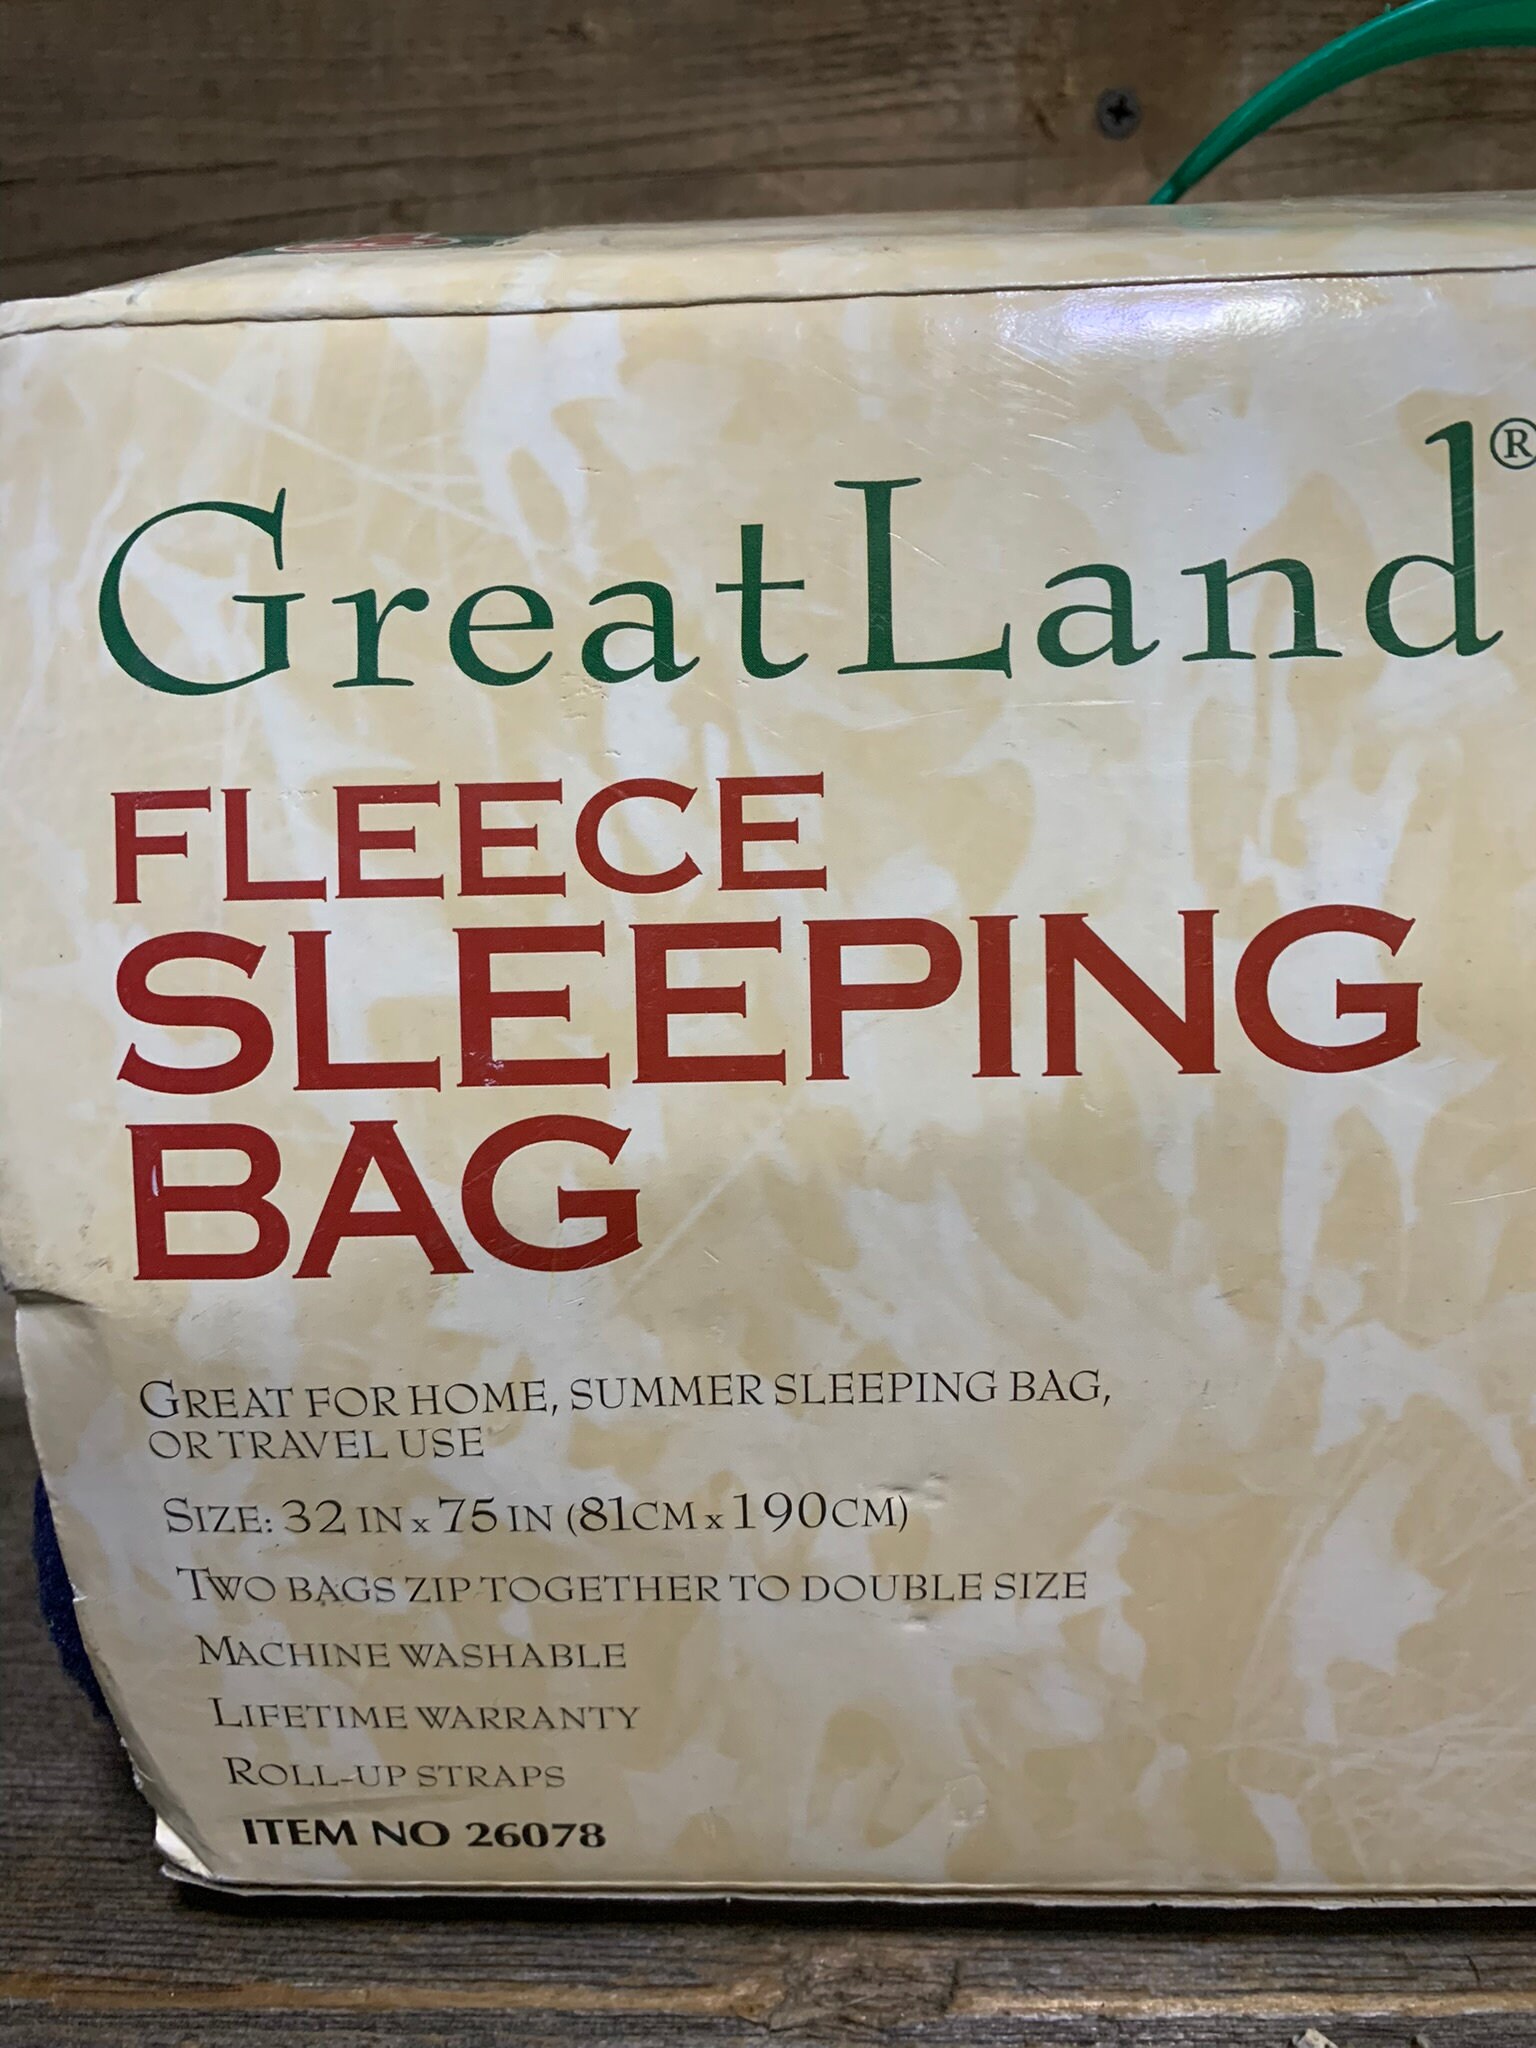 GreatLand®
FLEECE
SLEEPING
BAG
GREAT FOR HOME, SUMMER SLEEPING BAG,
OR TRAVEL USE
SIZE: 32 IN x 75 IN (81CM x 190CM)
TWO BAGS ZIP TOGETHER TO DOUBLE SIZE
MACHINE WASHABLE
LIFETIME WARRANTY
ROLL-UP STRAPS
ITEM NO 26078